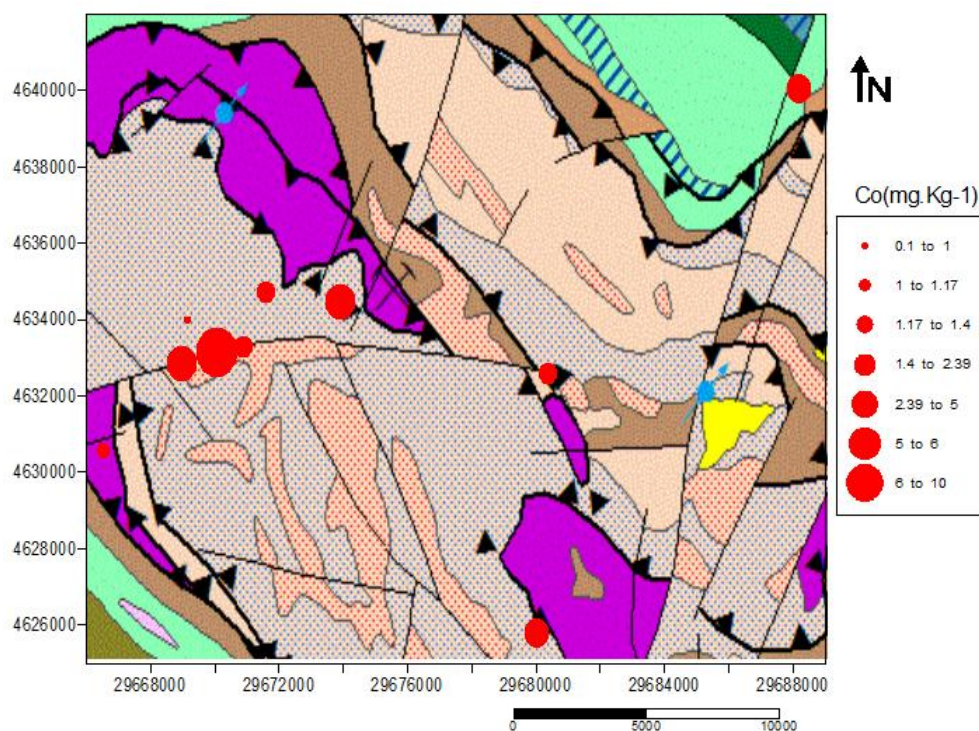 4640000
4638000
4636000
4634000
4632000
4630000
4628000
4626000
29668000
29672000
29676000
29680000
29684000
29688000
0
5000
10000
N
Co(mg.Kg-1)
0.1 to 1
1 to 1.17
1.17 to 1.4
1.4 to 2.39
2.39 to 5
5 to 6
6 to 10